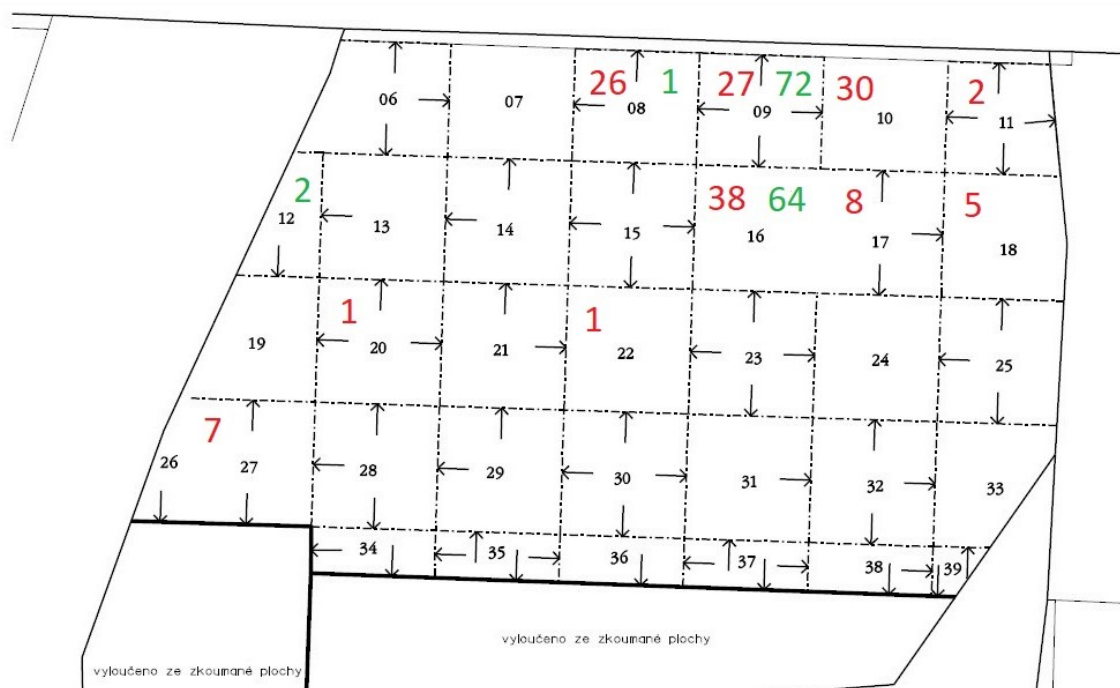 26 1 27 72 30 2
06 07 08 09 10 11
2 38 64 8 5
12 13 14 15 16 17 18
1 1
19 20 21 22 23 24 25
7
26 27 28 29 30 31 32 33
34 35 36 37 38 39
vyloučeno ze zkoumané plochy
vyloučeno ze zkoumané plochy